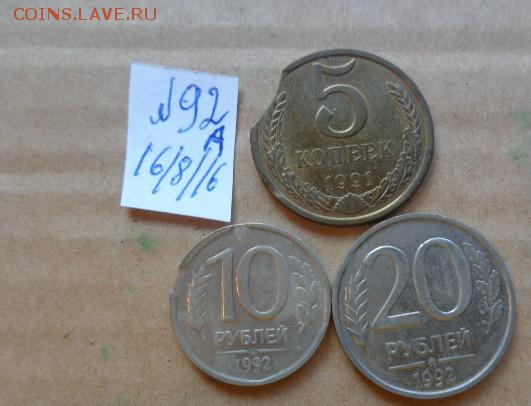 COINS.LAVE.RU
№92
A
16/8/16
5
КОПЕЕК
1991
10
РУБЛЕЙ
1992
20
РУБЛЕЙ
1992